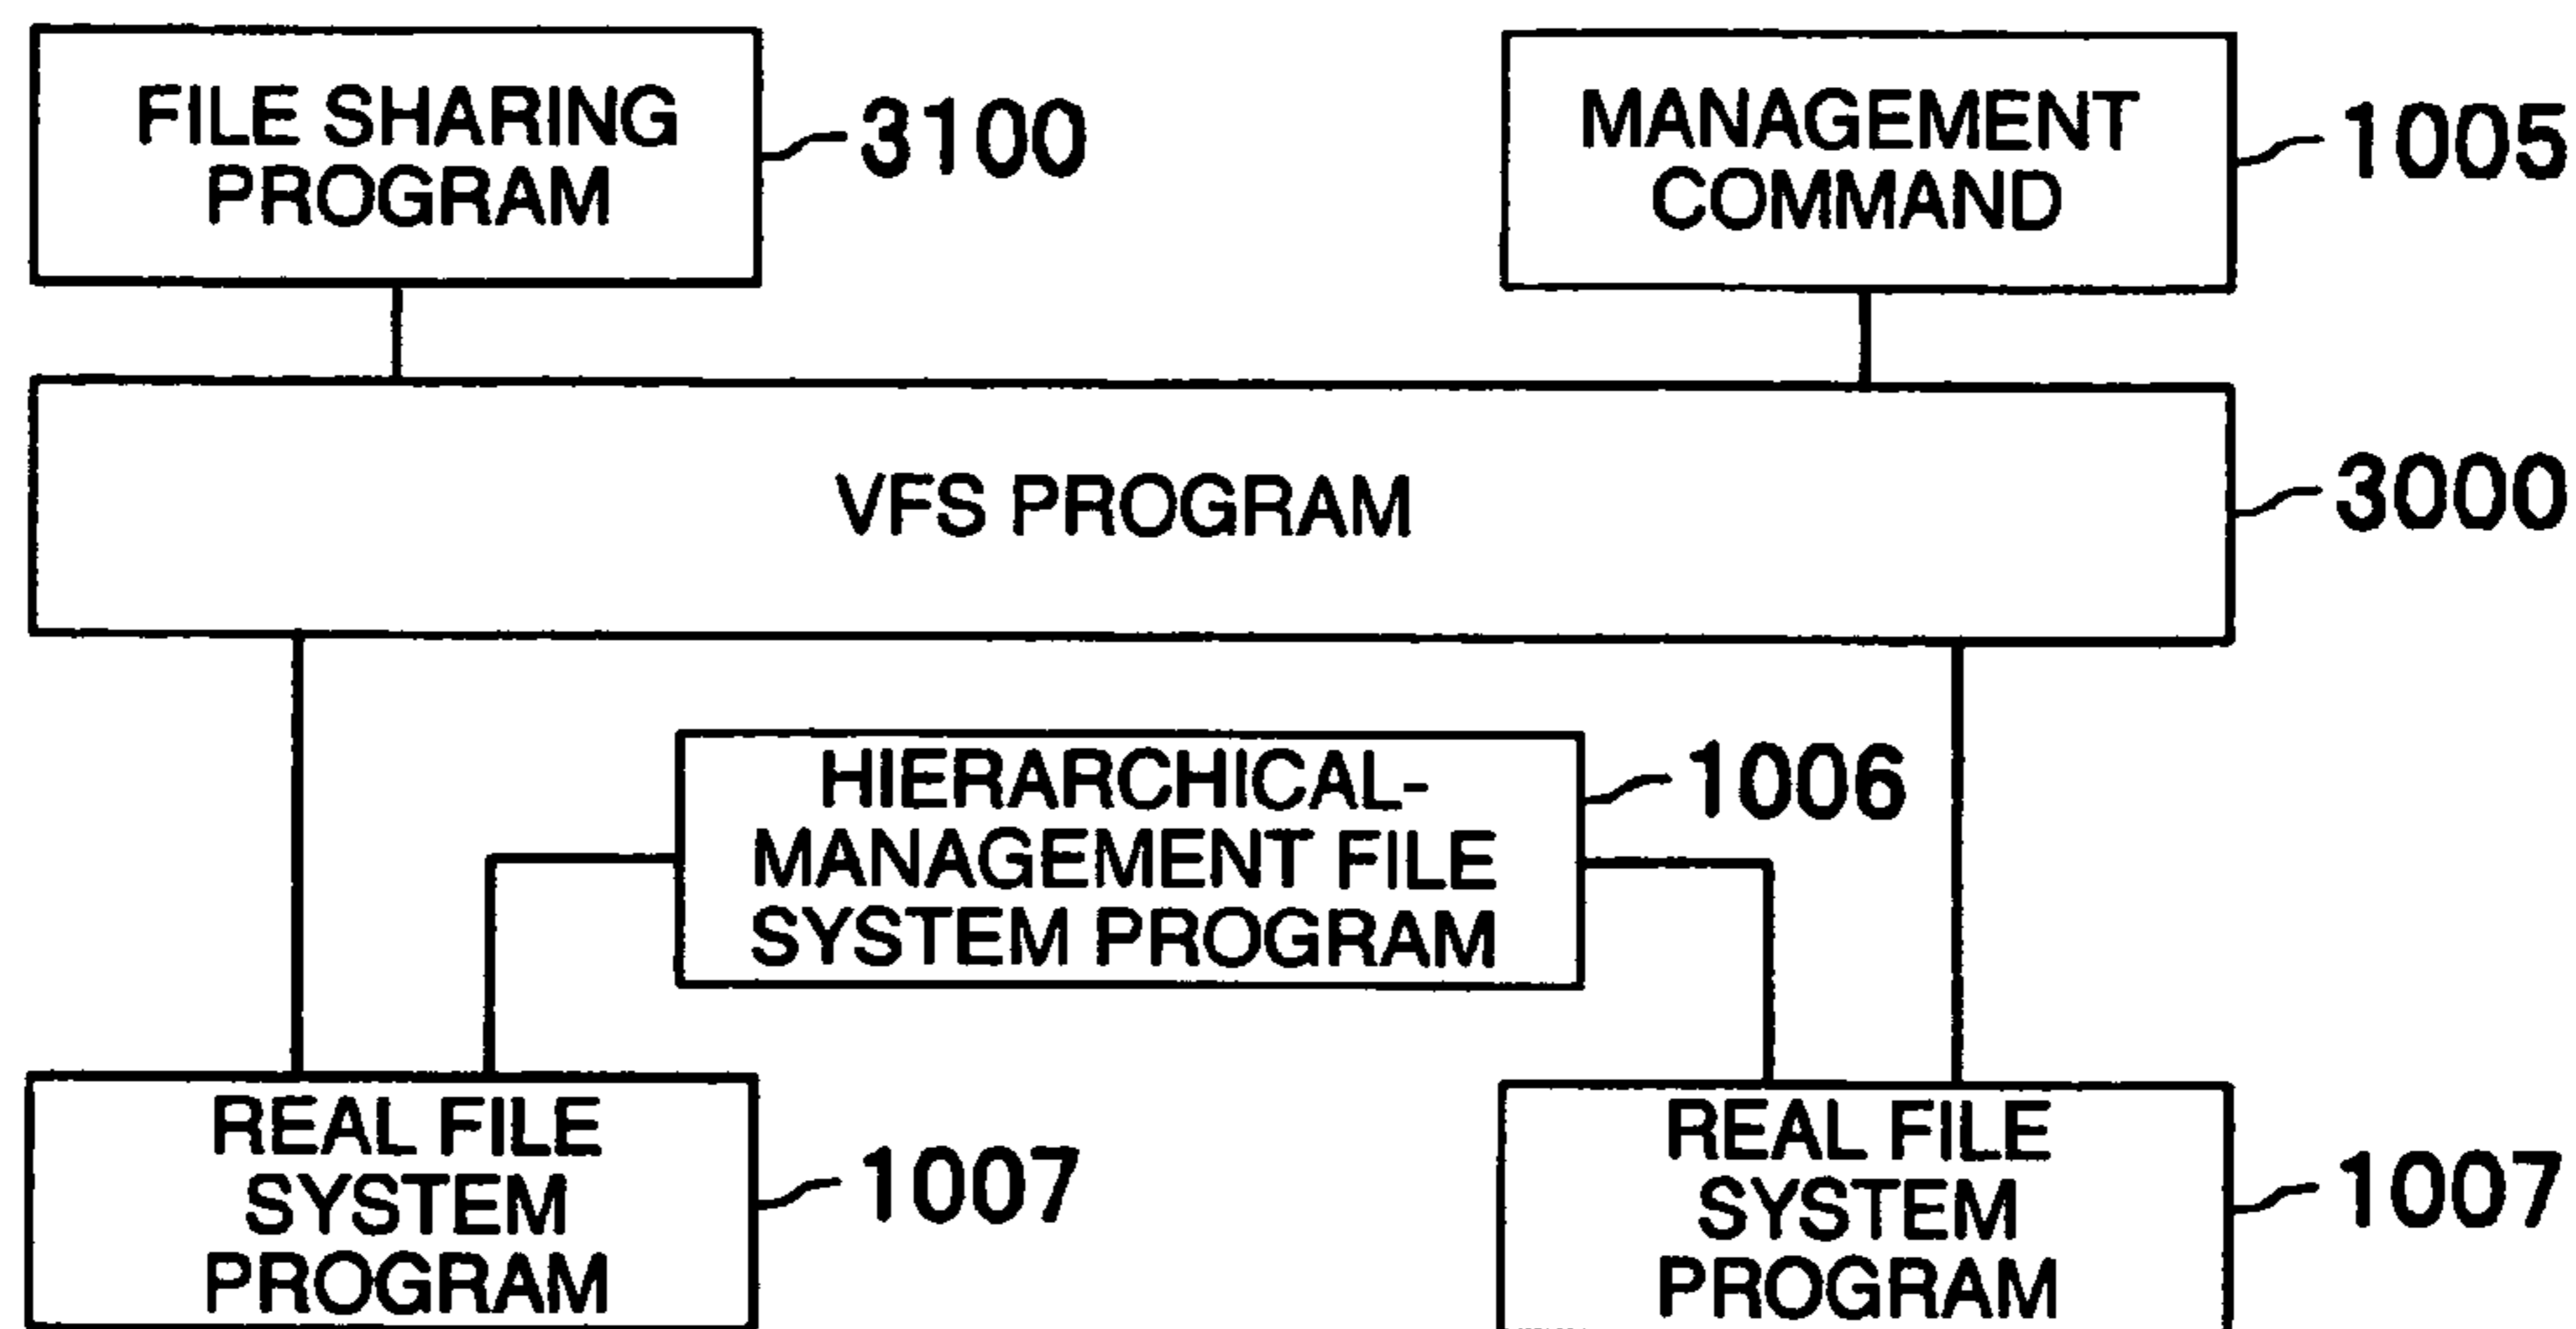 FILE SHARING
PROGRAM
3100
MANAGEMENT
COMMAND
1005
VFS PROGRAM
3000
HIERARCHICAL-
MANAGEMENT FILE
SYSTEM PROGRAM
1006
REAL FILE
SYSTEM
PROGRAM
1007
REAL FILE
SYSTEM
PROGRAM
1007